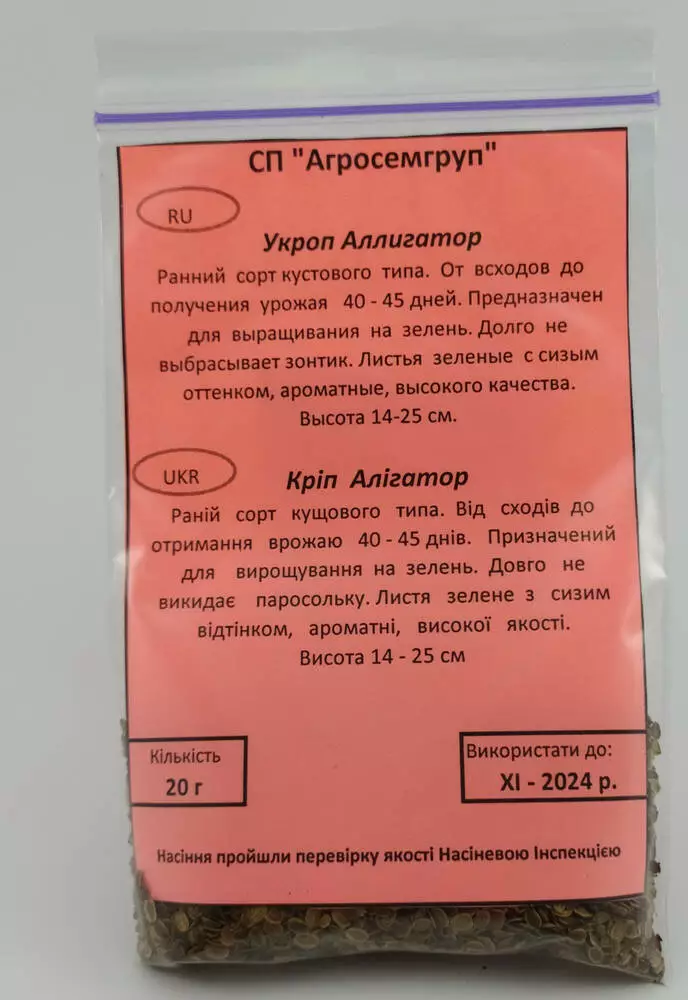 СП "Агросемгруп"
RU
Укроп Аллигатор
Ранний сорт кустового типа. От всходов до
получения урожая 40 - 45 дней. Предназначен
для выращивания на зелень. Долго не
выбрасывает зонтик. Листья зеленые с сизым
оттенком, ароматные, высокого качества.
Высота 14-25 см.
UKR
Кріп Алігатор
Раній сорт кущового типа. Від сходів до
отримання врожаю 40 - 45 днів. Призначений
для вирощування на зелень. Довго не
викидає паросольку. Листя зелене з сизим
відтінком, ароматні, високої якості.
Висота 14 - 25 см
Кількість
20 г
Використати до:
XI - 2024 р.
Насіння пройшли перевірку якості Насіневою Інспекцією